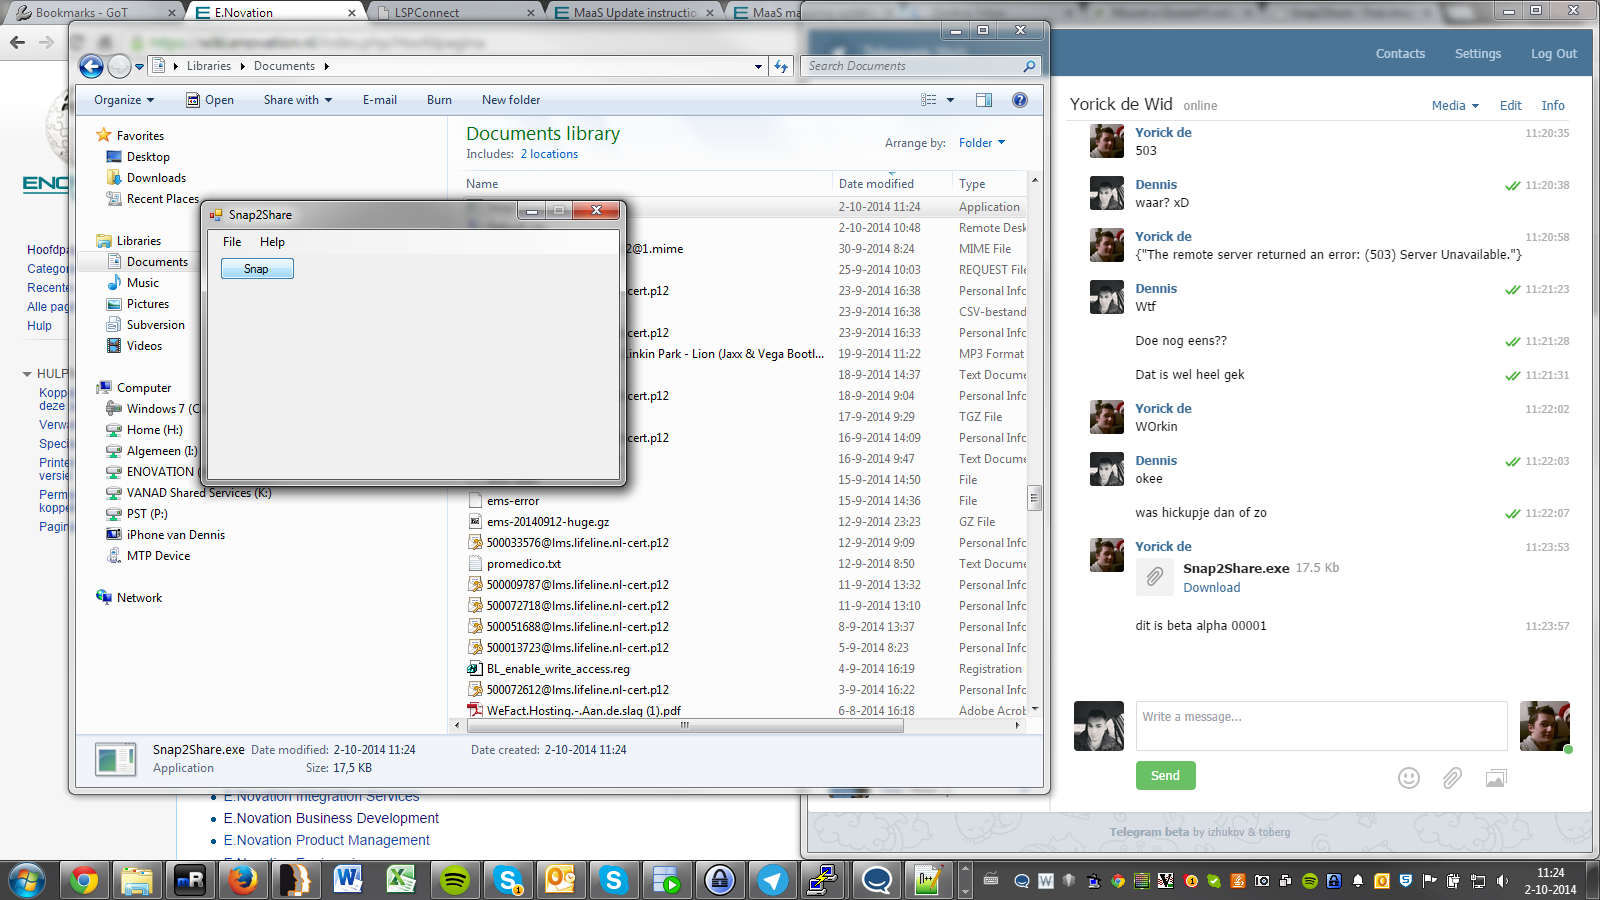 Bookmarks - GoT
E.Novation
LSPConnect
MaaS Update instructio
MaaS ma
Libraries
Documents
Search Documents
Organize
Open
Share with
E-mail
Burn
New folder
Favorites
Desktop
Downloads
Recent Places
Libraries
Documents
Music
Pictures
Subversion
Videos
Computer
Windows 7 (C
Home (H:)
Algemeen (I:)
ENOVATION (
VANAD Shared Services (K:)
PST (P:)
iPhone van Dennis
MTP Device
Network
Hoofdpa
Categor
Recente
Alle pag
Hulp
HULP
Koppe
deze
Verwa
Speci
Printe
versie
Perm
koppe
Pagin
Snap2Share
File Help
Snap
Documents library
Includes: 2 locations
Arrange by: Folder
Name Date modified Type
2-10-2014 11:24 Application
2-10-2014 10:48 Remote Desk
2@1.mime 30-9-2014 8:24 MIME File
25-9-2014 10:03 REQUEST File
cert.p12 23-9-2014 16:38 Personal Info
23-9-2014 16:38 CSV-bestand
cert.p12 23-9-2014 16:33 Personal Info
Linkin Park - Lion (Jaxx & Vega Bootl... 19-9-2014 11:22 MP3 Format
18-9-2014 14:37 Text Docume
cert.p12 18-9-2014 9:04 Personal Info
17-9-2014 9:29 TGZ File
cert.p12 16-9-2014 14:09 Personal Info
16-9-2014 9:47 Text Docume
15-9-2014 14:50 File
ems-error 15-9-2014 14:36 File
ems-20140912-huge.gz 12-9-2014 23:23 GZ File
500033576@lms.lifeline.nl-cert.p12 12-9-2014 9:09 Personal Info
promedico.txt 12-9-2014 8:50 Text Docume
500009787@lms.lifeline.nl-cert.p12 11-9-2014 13:32 Personal Info
500072718@lms.lifeline.nl-cert.p12 11-9-2014 13:10 Personal Info
500051688@lms.lifeline.nl-cert.p12 8-9-2014 13:37 Personal Info
500013723@lms.lifeline.nl-cert.p12 5-9-2014 8:23 Personal Info
BL_enable_write_access.reg 4-9-2014 16:19 Registration
500072612@lms.lifeline.nl-cert.p12 3-9-2014 16:22 Personal Info
WeFact.Hosting.-.Aan.de.slag (1).pdf 6-8-2014 16:18 Adobe Acrob
Snap2Share.exe Date modified: 2-10-2014 11:24 Date created: 2-10-2014 11:24
Application Size: 17,5 KB
E.Novation Integration Services
E.Novation Business Development
E.Novation Product Management
Contacts Settings Log Out
Yorick de Wid online
Media Edit Info
Yorick de 11:20:35
503
Dennis 11:20:38
waar? xD
Yorick de 11:20:58
{"The remote server returned an error: (503) Server Unavailable."}
Dennis 11:21:23
Wtf
Doe nog eens?? 11:21:28
Dat is wel heel gek 11:21:31
Yorick de 11:22:02
WOrkin
Dennis 11:22:03
okee
was hickupje dan of zo 11:22:07
Yorick de 11:23:53
Snap2Share.exe 17.5 Kb
Download
dit is beta alpha 00001 11:23:57
Write a message...
Send
Telegram beta by izhukov & toberg
11:24
2-10-2014